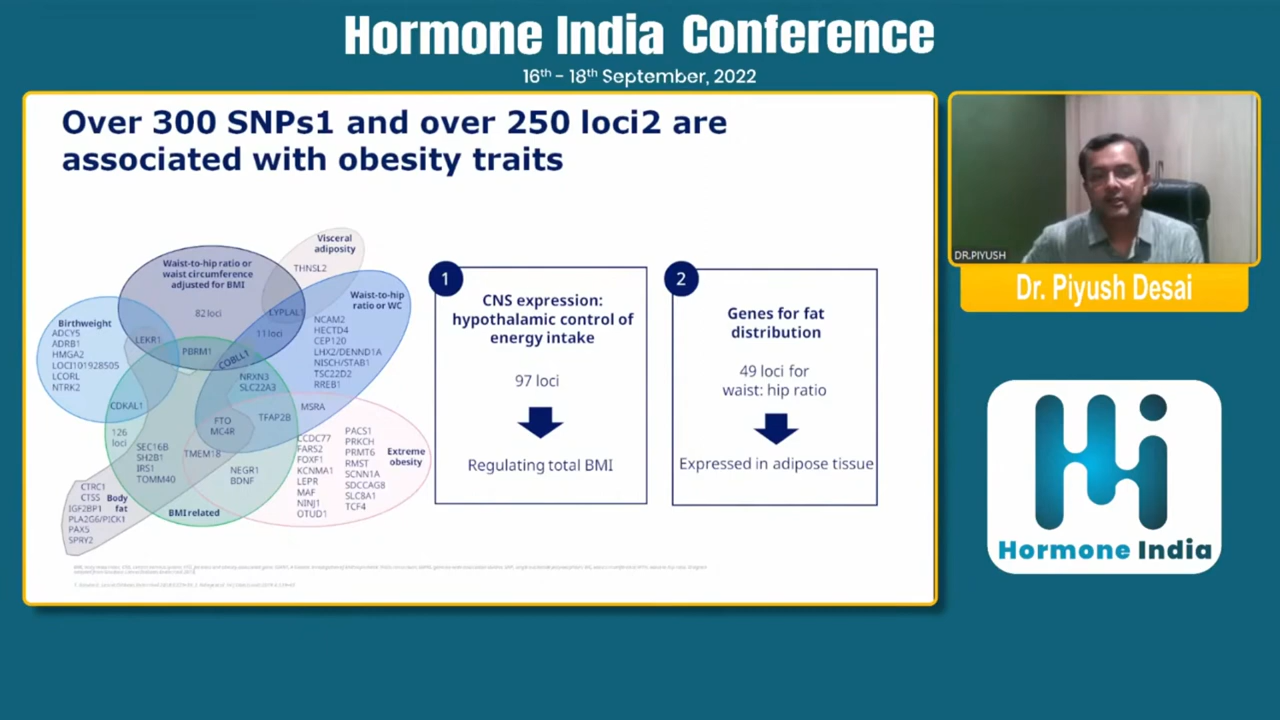 Hormone India Conference
16th - 18th September, 2022
Over 300 SNPs1 and over 250 loci2 are
associated with obesity traits
Visceral
adiposity
THNSL2
Waist-to-hip ratio or
waist circumference
adjusted for BMI
82 loci
LYPLAL1
11 loci
Waist-to-hip
ratio or WC
NCAM2
HECTD4
CEP120
LHX2/DENND1A
NISCH/STAB1
TSC22D2
RREB1
Birthweight
ADCY5
ADRB1
HMGA2
LOCI101928505
LCORL
NTRK2
LEKR1
PBRM1
COBLL1
NRXN3
SLC22A3
CDKAL1
MSRA
TFAP2B
FTO
MC4R
126
loci
SEC16B
SH2B1
IRS1
TOMM40
TMEM18
NEGR1
BDNF
BMI related
CCDC77
FARS2
FOXF1
KCNMA1
LEPR
MAF
NINJ1
OTUD1
PACS1
PRKCH
PRMT6
RMST
SCNN1A
SDCCAG8
SLC8A1
TCF4
Extreme
obesity
CTRC1
CTSS
IGF2BP1
PLA2G6/PICK1
PAX5
SPRY2
Body
fat
1
CNS expression:
hypothalamic control of
energy intake
97 loci
Regulating total BMI
2
Genes for fat
distribution
49 loci for
waist: hip ratio
Expressed in adipose tissue
DR.PIYUSH
Dr. Piyush Desai
Hormone India